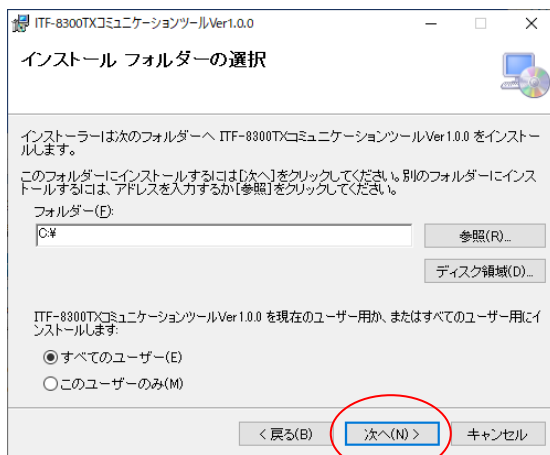 ITF-8300TXコミュニケーションツールVer1.0.0
インストール フォルダーの選択
インストーラーは次のフォルダーへ ITF-8300TXコミュニケーションツールVer1.0.0 をインストー
ルします。
このフォルダーにインストールするには[次へ]をクリックしてください。別のフォルダーにインス
トールするには、アドレスを入力するか[参照]をクリックしてください。
フォルダー(F):
C:¥
参照(R)...
ディスク領域(D)...
ITF-8300TXコミュニケーションツールVer1.0.0 を現在のユーザー用か、またはすべてのユーザー用にイ
ンストールします:
すべてのユーザー(E)
このユーザーのみ(M)
< 戻る(B)
次へ(N) >
キャンセル